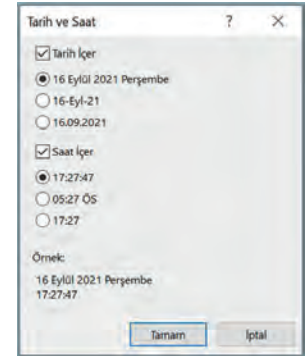 Tarih ve Saat ?
Tarih İçer
16 Eylül 2021 Perşembe
16-Eyl-21
16.09.2021
Saat İçer
17:27:47
05:27 ÖS
17:27
Örnek:
16 Eylül 2021 Perşembe
17:27:47
Tamam İptal